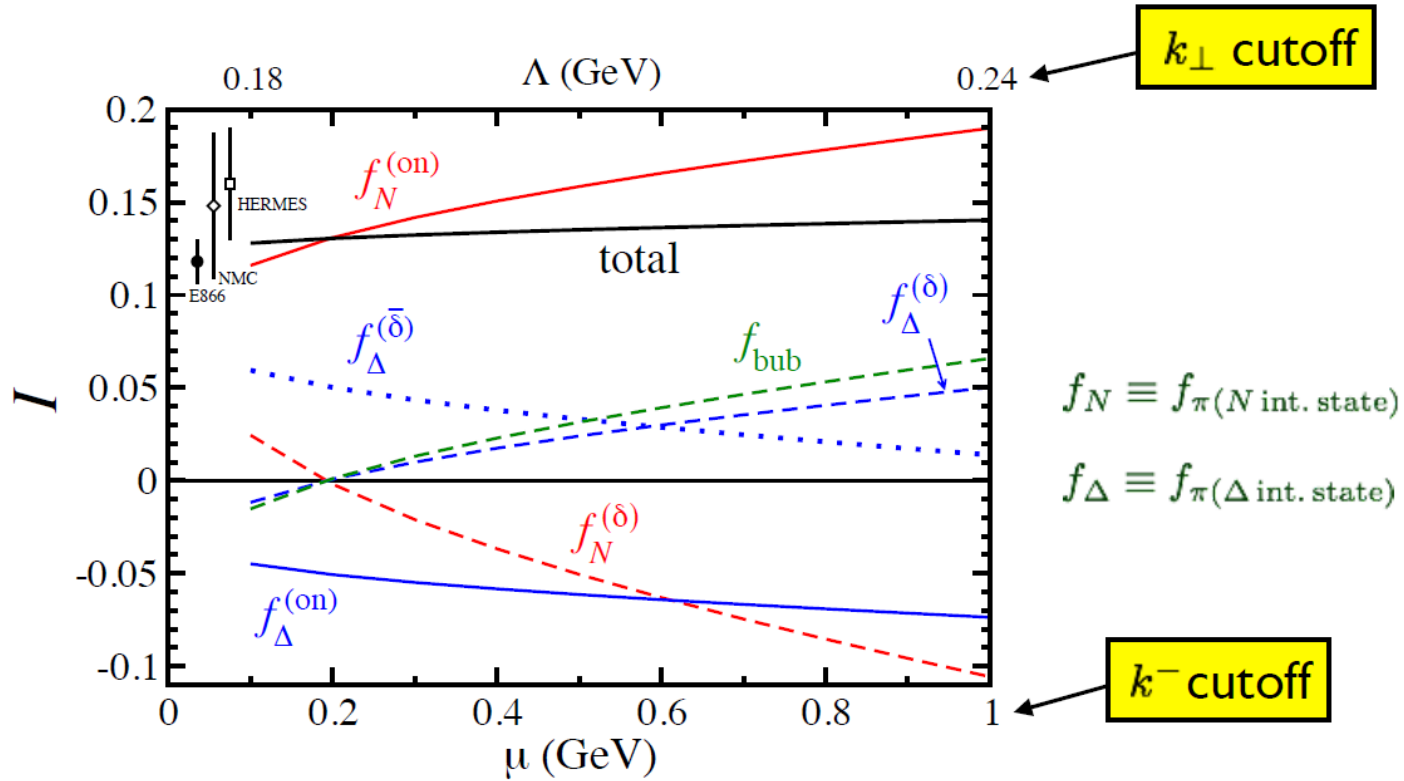 k⊥ cutoff
0.18 Λ (GeV) 0.24
0.2
0.15
0.1
0.05
0
-0.05
-0.1
I
f_N^(on)
HERMES
NMC
E866
total
f_Δ^(δ)
f_Δ^(δ̄)
f_bub
f_N^(δ)
f_Δ^(on)
f_N ≡ f_π(N int. state)
f_Δ ≡ f_π(Δ int. state)
0 0.2 0.4 0.6 0.8 1
μ (GeV)
k⁻ cutoff